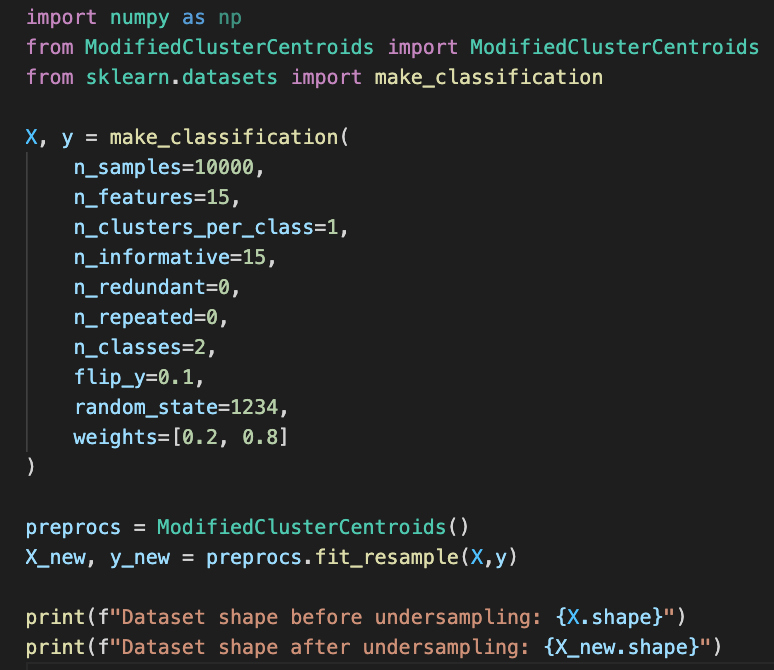 import numpy as np
from ModifiedClusterCentroids import ModifiedClusterCentroids
from sklearn.datasets import make_classification
X, y = make_classification(
    n_samples=10000,
    n_features=15,
    n_clusters_per_class=1,
    n_informative=15,
    n_redundant=0,
    n_repeated=0,
    n_classes=2,
    flip_y=0.1,
    random_state=1234,
    weights=[0.2, 0.8]
)
preprocs = ModifiedClusterCentroids()
X_new, y_new = preprocs.fit_resample(X,y)
print(f"Dataset shape before undersampling: {X.shape}")
print(f"Dataset shape after undersampling: {X_new.shape}")